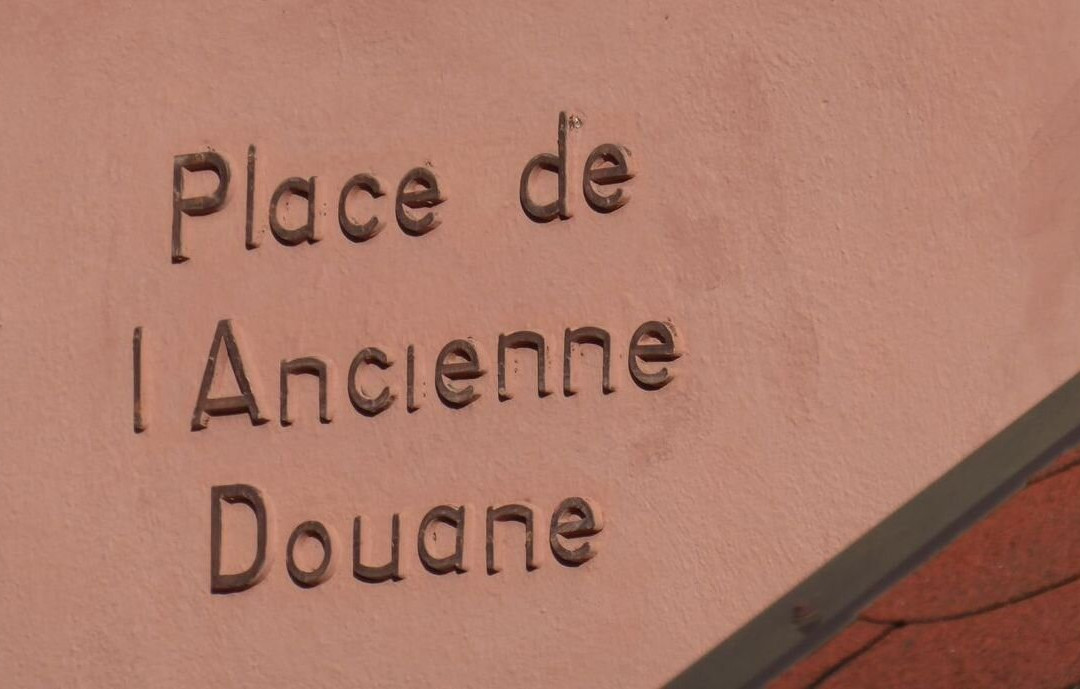 Place de
l Ancienne
Douane